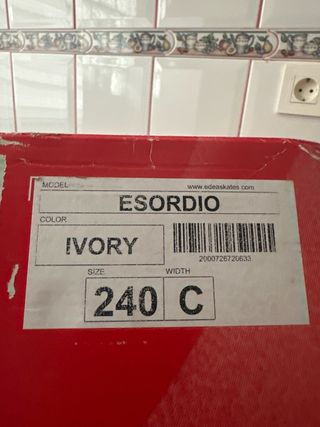 MODEL
www.edeaskates.com
ESORDIO
COLOR
IVORY
2000726720633
SIZE
WIDTH
240
C